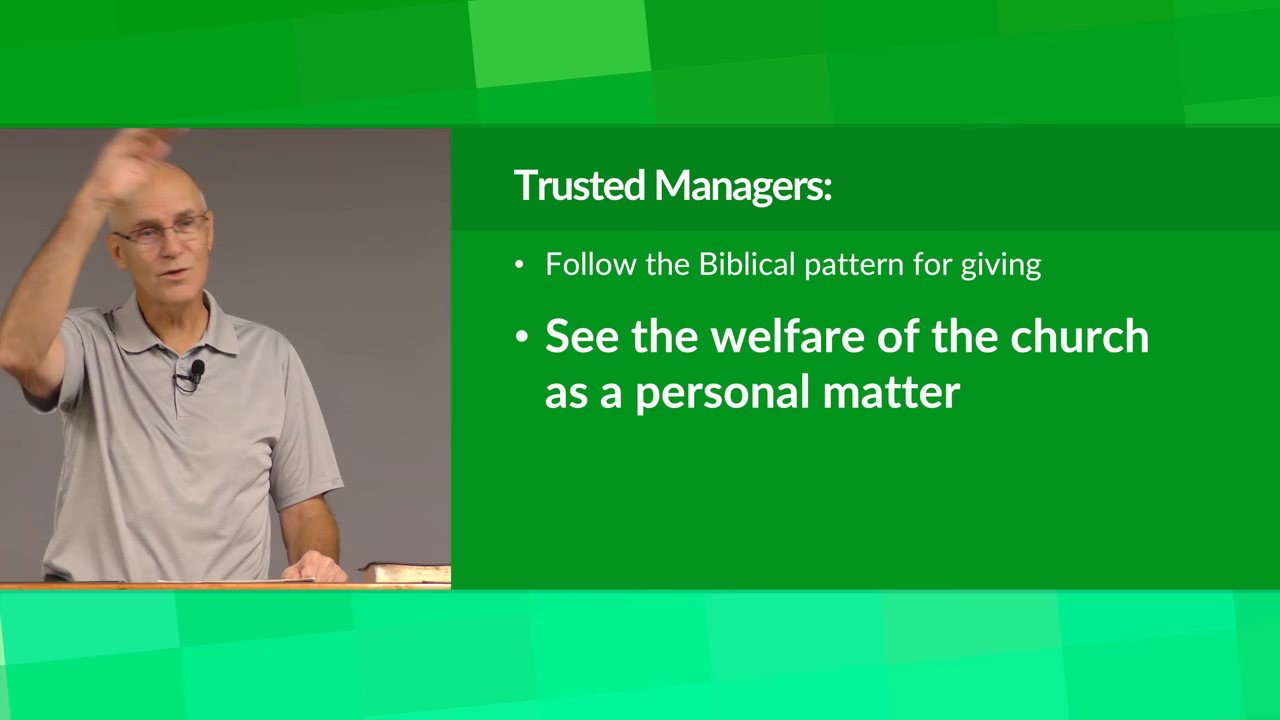 Trusted Managers:
• Follow the Biblical pattern for giving
• See the welfare of the church
as a personal matter